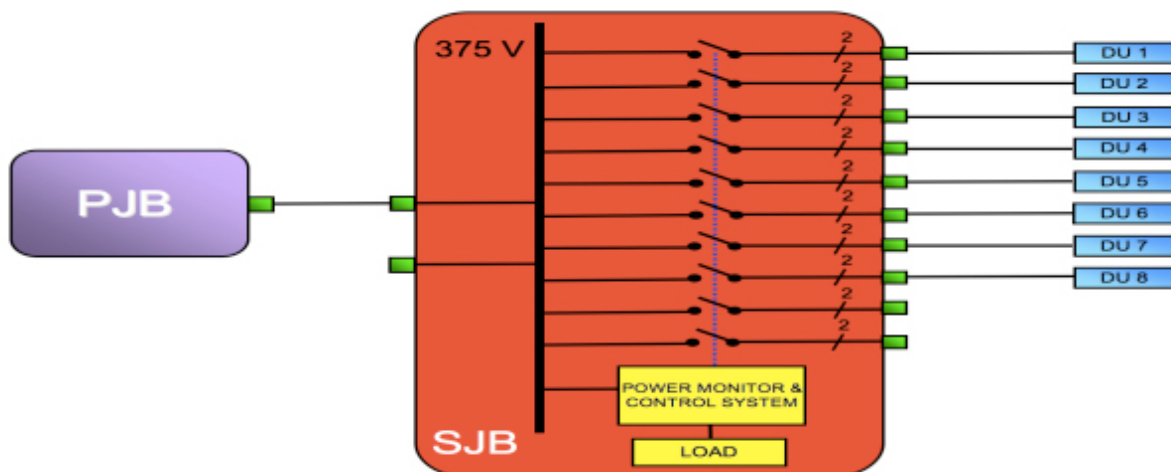 375 V
2
DU 1
2
DU 2
2
DU 3
2
DU 4
2
DU 5
2
DU 6
2
DU 7
2
DU 8
2
2
PJB
POWER MONITOR &
CONTROL SYSTEM
SJB
LOAD